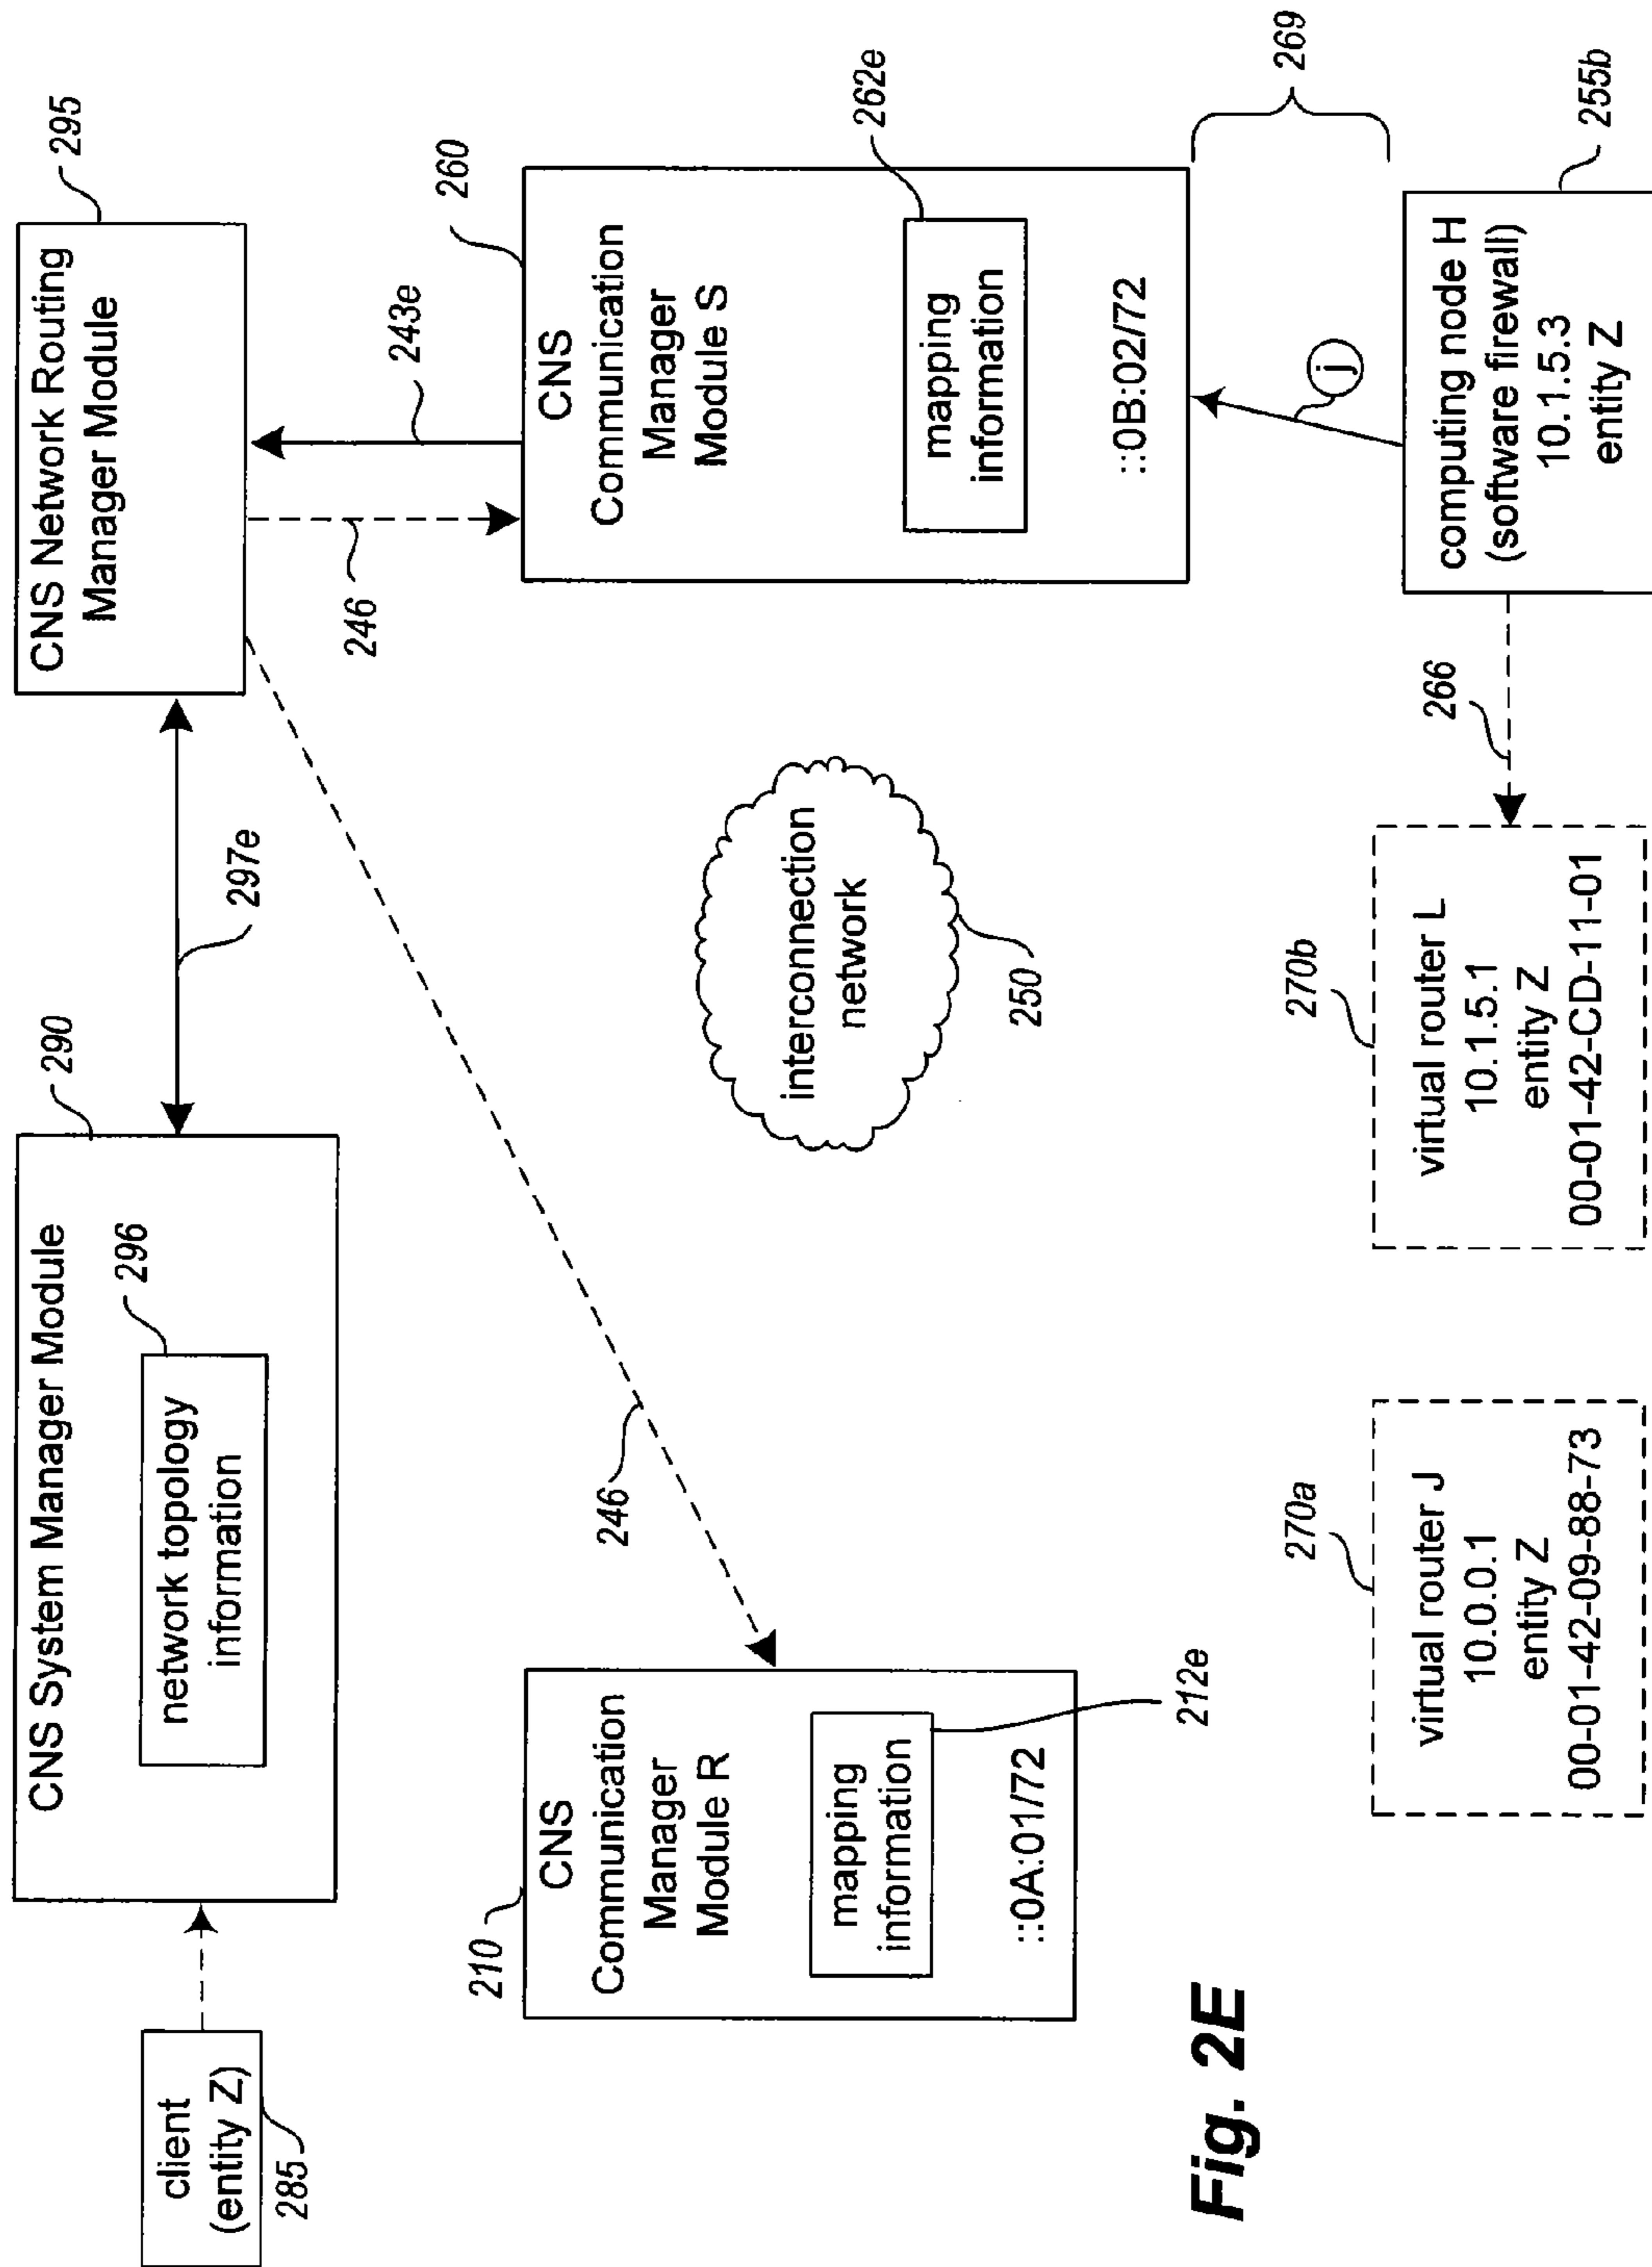 client
(entity Z)
285
CNS System Manager Module
290
network topology
information
296
297e
CNS Network Routing
Manager Module
295
246
246
243e
210
CNS
Communication
Manager
Module R
mapping
information
::0A:01/72
212e
interconnection
network
250
260
CNS
Communication
Manager
Module S
mapping
information
::0B:02/72
262e
269
j
270a
virtual router J
10.0.0.1
entity Z
00-01-42-09-88-73
270b
virtual router L
10.1.5.1
entity Z
00-01-42-CD-11-01
266
computing node H
(software firewall)
10.1.5.3
entity Z
255b
Fig. 2E